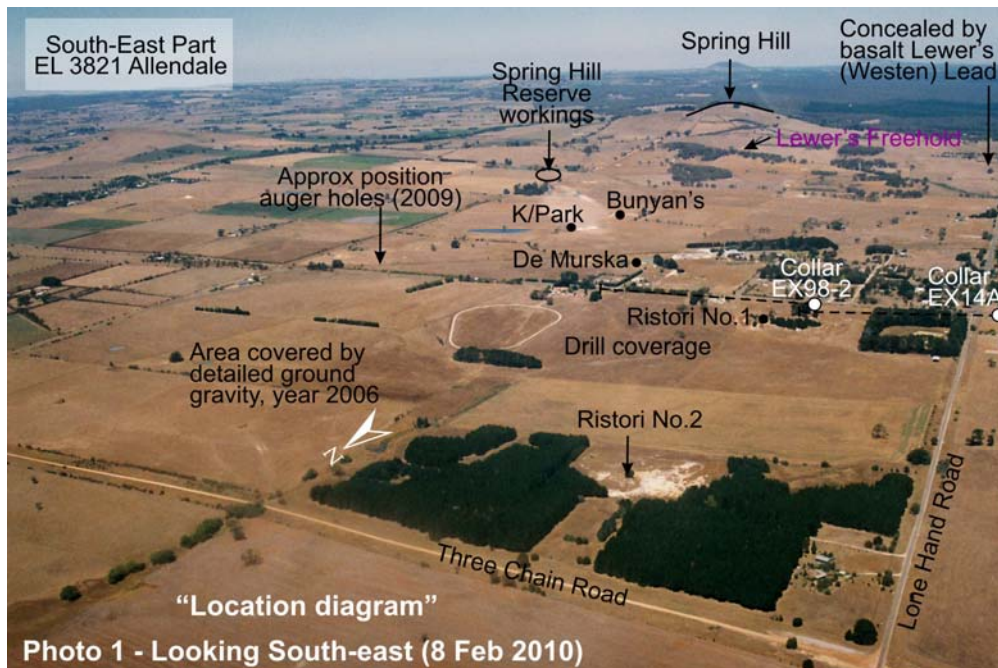 South-East Part
EL 3821 Allendale
Spring Hill
Concealed by
basalt Lewer's
(Westen) Lead
Spring Hill
Reserve
workings
Lewer's Freehold
Approx position
auger holes (2009)
Bunyan's
K/Park
De Murska
Collar
EX98-2
Collar
EX14A
Ristori No.1
Drill coverage
Area covered by
detailed ground
gravity, year 2006
N
Ristori No.2
Three Chain Road
Lone Hand Road
“Location diagram”
Photo 1 - Looking South-east (8 Feb 2010)